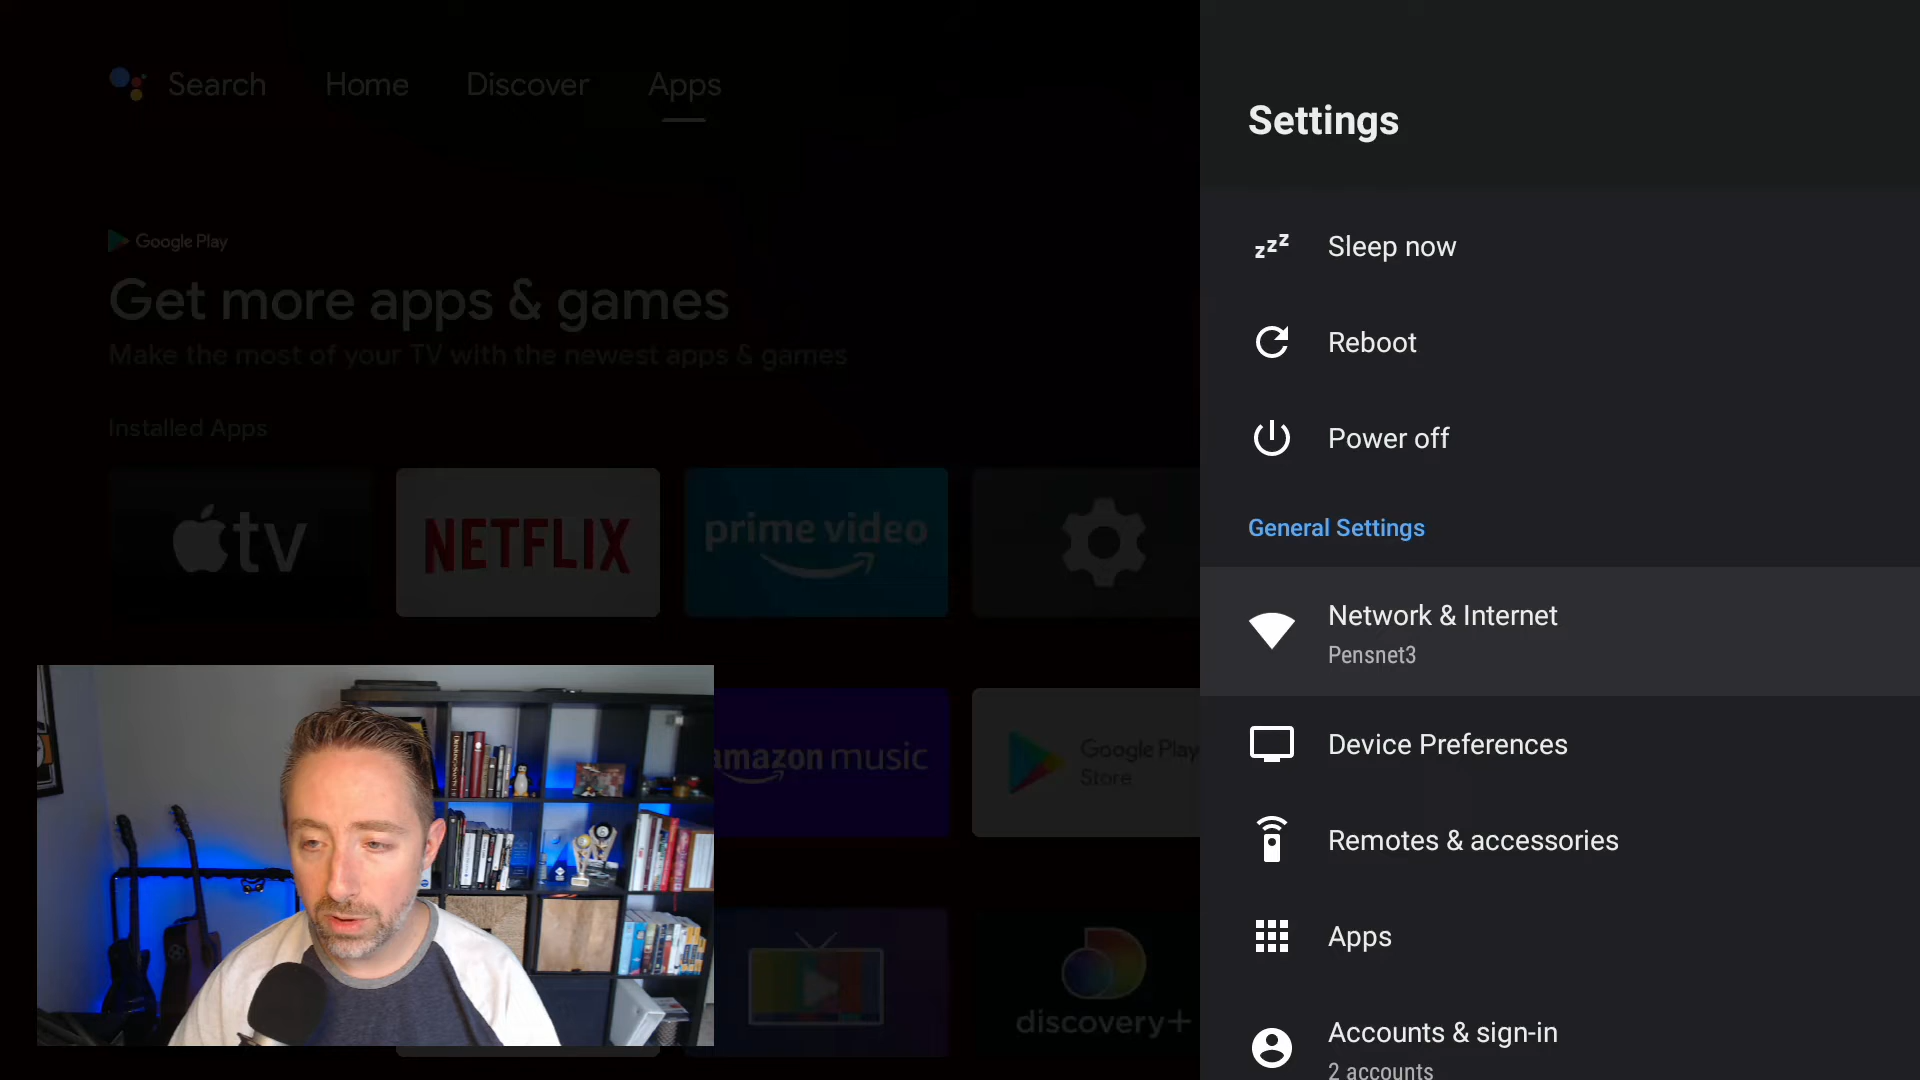 Search Home Discover Apps
Google Play
Get more apps & games
Make the most of your TV with the newest apps & games
Installed Apps
tv
NETFLIX
prime video
amazon music
Google Play
Store
discovery+
Settings
zzz Sleep now
Reboot
Power off
General Settings
Network & Internet
Pensnet3
Device Preferences
Remotes & accessories
Apps
Accounts & sign-in
2 accounts